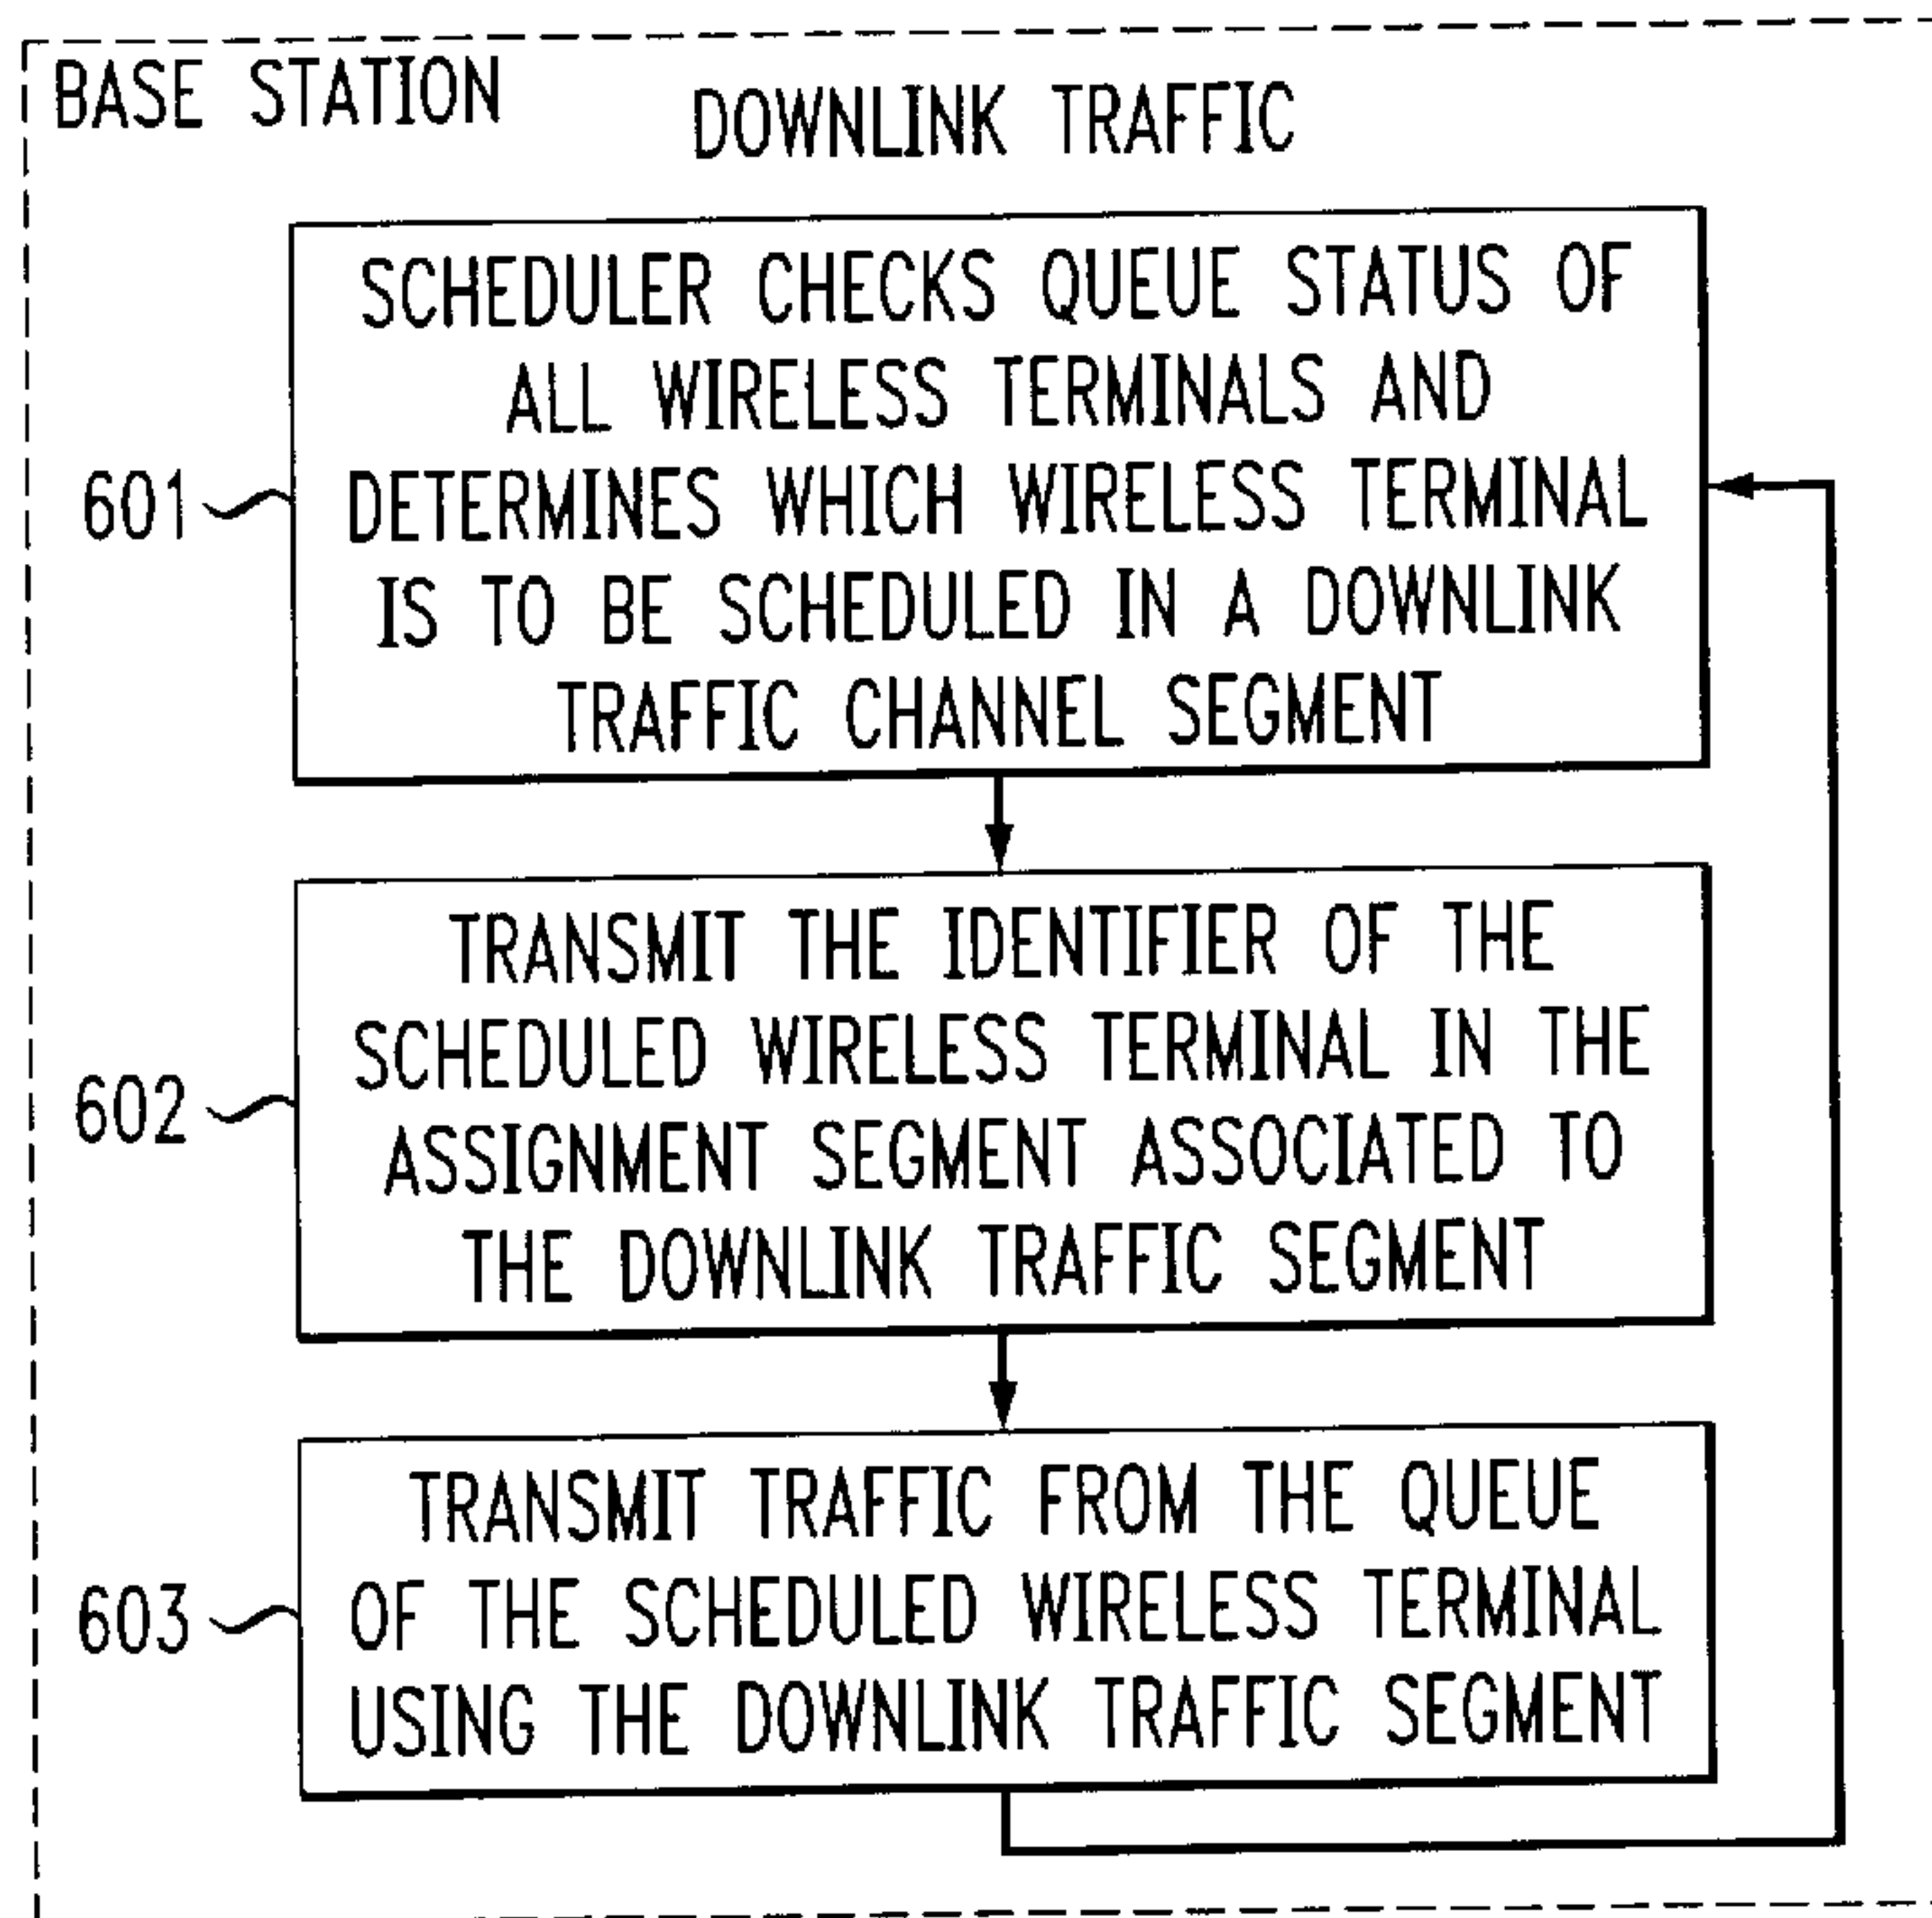 BASE STATION
DOWNLINK TRAFFIC
SCHEDULER CHECKS QUEUE STATUS OF
ALL WIRELESS TERMINALS AND
601
DETERMINES WHICH WIRELESS TERMINAL
IS TO BE SCHEDULED IN A DOWNLINK
TRAFFIC CHANNEL SEGMENT
TRANSMIT THE IDENTIFIER OF THE
SCHEDULED WIRELESS TERMINAL IN THE
602
ASSIGNMENT SEGMENT ASSOCIATED TO
THE DOWNLINK TRAFFIC SEGMENT
TRANSMIT TRAFFIC FROM THE QUEUE
603
OF THE SCHEDULED WIRELESS TERMINAL
USING THE DOWNLINK TRAFFIC SEGMENT